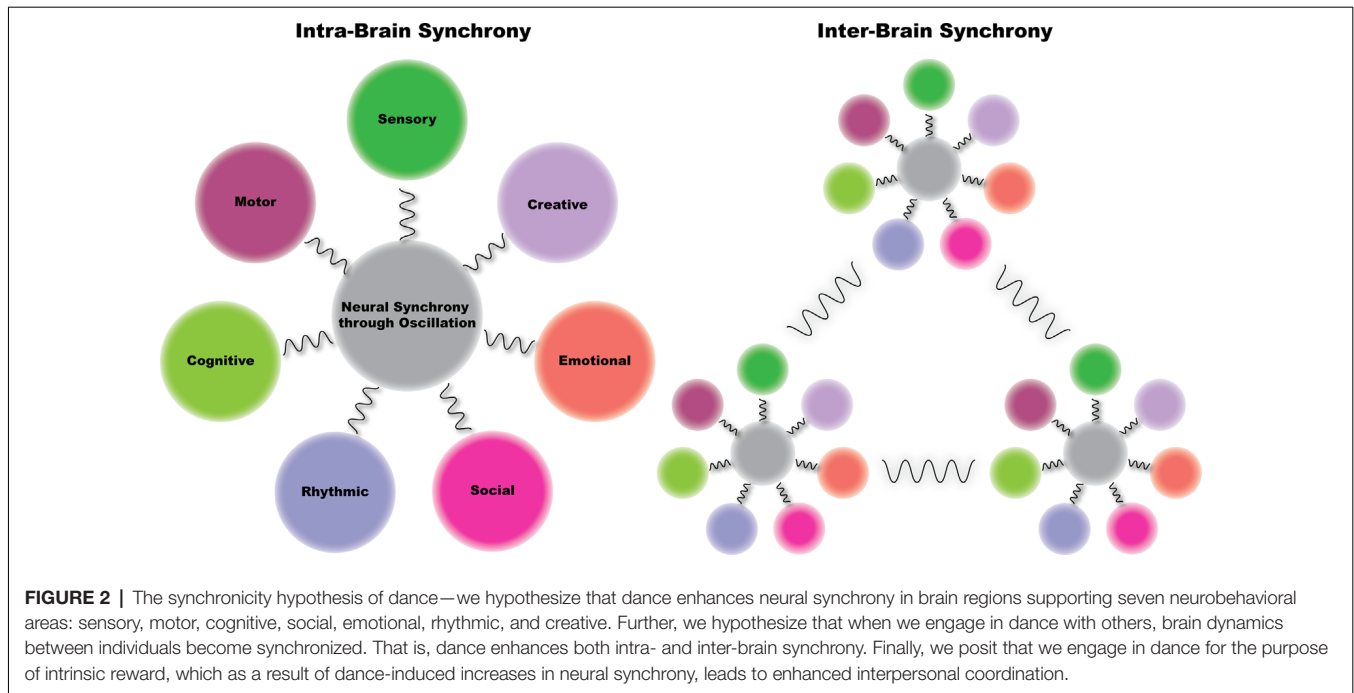 Intra-Brain Synchrony
Inter-Brain Synchrony
Sensory
Motor
Creative
Neural Synchrony
through Oscillation
Cognitive
Emotional
Rhythmic
Social
FIGURE 2 | The synchronicity hypothesis of dance—we hypothesize that dance enhances neural synchrony in brain regions supporting seven neurobehavioral
areas: sensory, motor, cognitive, social, emotional, rhythmic, and creative. Further, we hypothesize that when we engage in dance with others, brain dynamics
between individuals become synchronized. That is, dance enhances both intra- and inter-brain synchrony. Finally, we posit that we engage in dance for the purpose
of intrinsic reward, which as a result of dance-induced increases in neural synchrony, leads to enhanced interpersonal coordination.